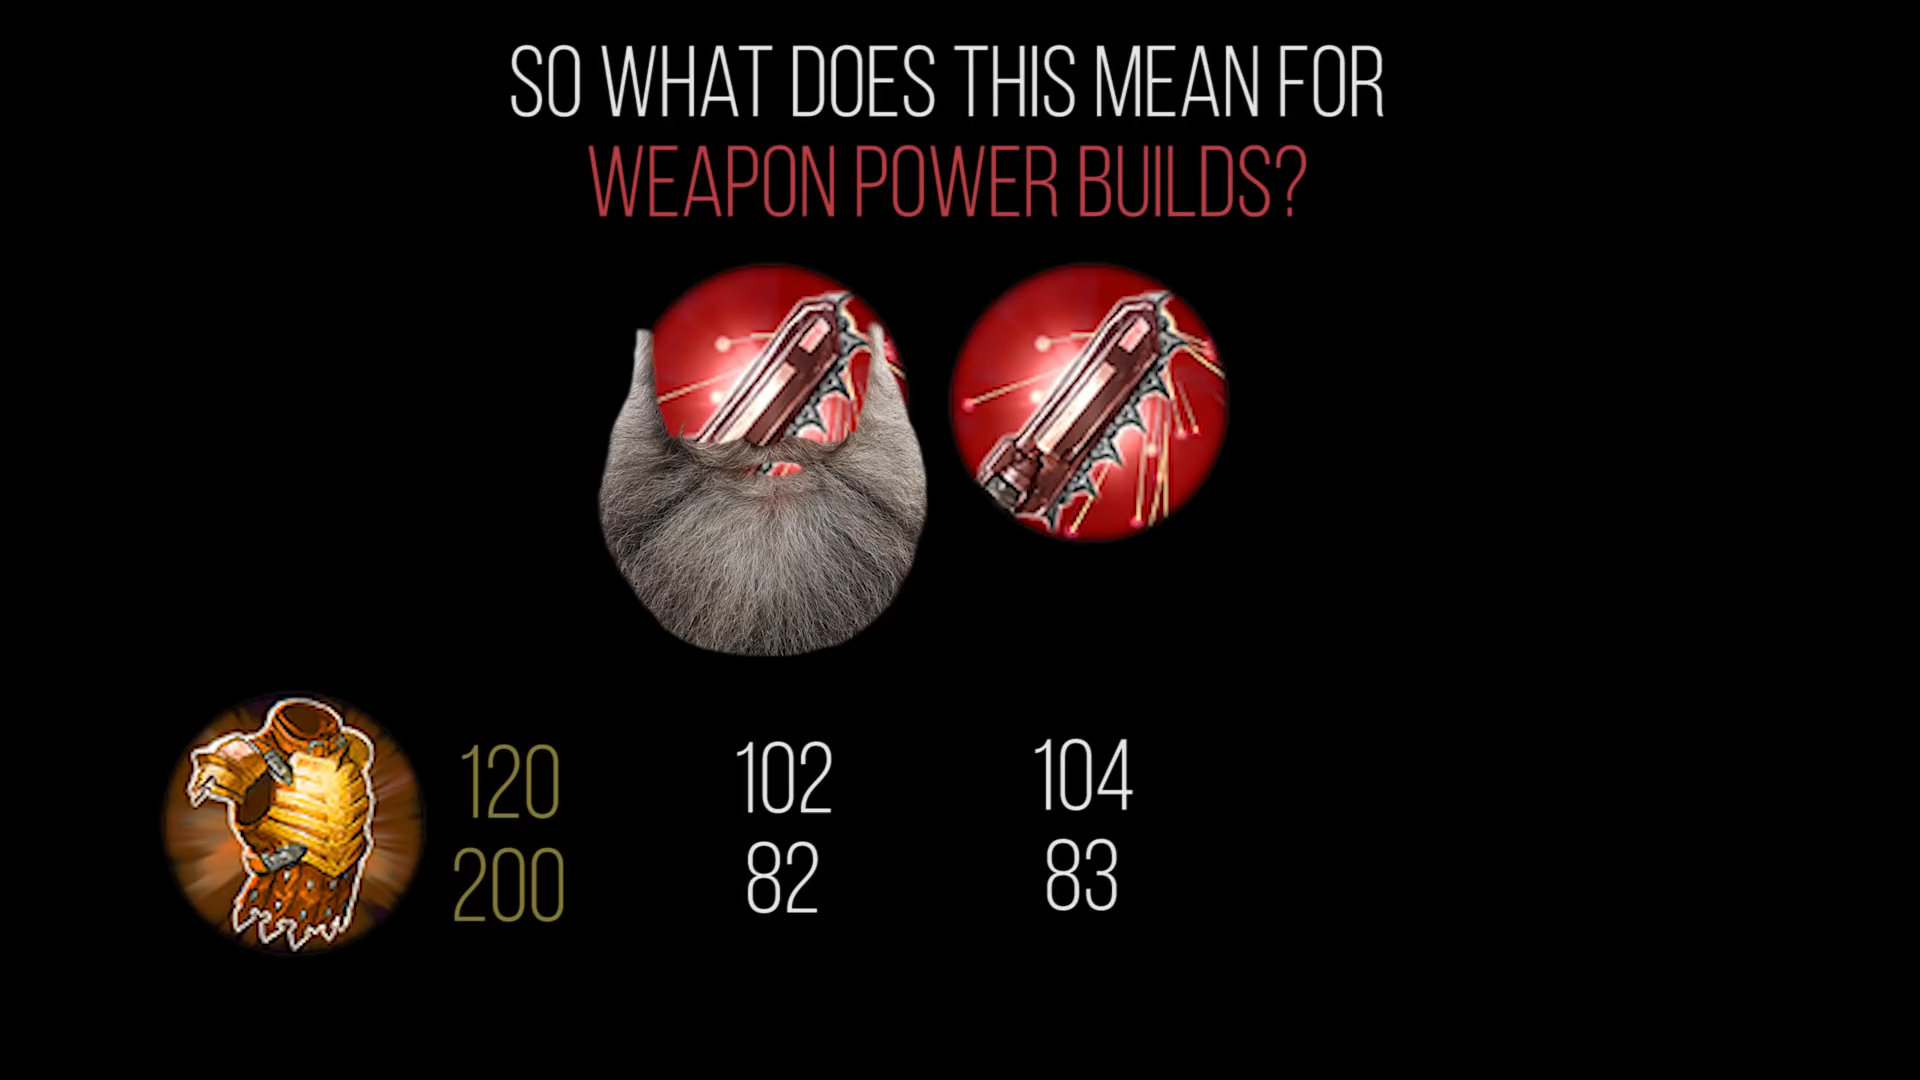 SO WHAT DOES THIS MEAN FOR
WEAPON POWER BUILDS?
120 102 104
200 82 83